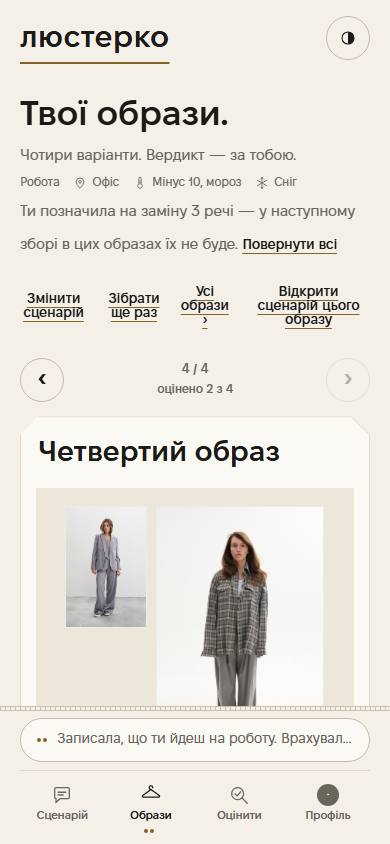 люстерко
Твої образи.
Чотири варіанти. Вердикт — за тобою.
Робота Офіс Мінус 10, мороз Сніг
Ти позначила на заміну 3 речі — у наступному
зборі в цих образах їх не буде. Повернути всі
Змінити сценарій
Зібрати ще раз
Усі образи ›
Відкрити сценарій цього образу
‹
4 / 4
оцінено 2 з 4
›
Четвертий образ
Записала, що ти йдеш на роботу. Врахувал...
Сценарій
Образи
Оцінити
Профіль